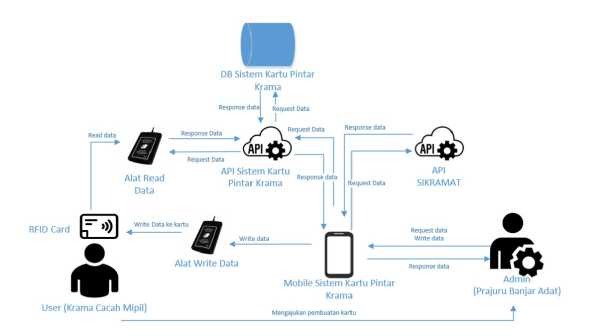 DB Sistem Kartu Pintar
Krama
Response data
Request Data
Read data
Response Data
Request Data
API
Request Data
Response data
API
Alat Read
Data
API Sistem Kartu
Pintar Krama
Response data
Request Data
API
SIKRAMAT
RFID Card
Write Data ke kartu
Write data
Request data
Write data
Alat Write Data
Response data
Mobile Sistem Kartu Pintar
Krama
Admin
(Prajuru Banjar Adat)
User (Krama Cacah Mipil)
Mengajukan pembuatan kartu